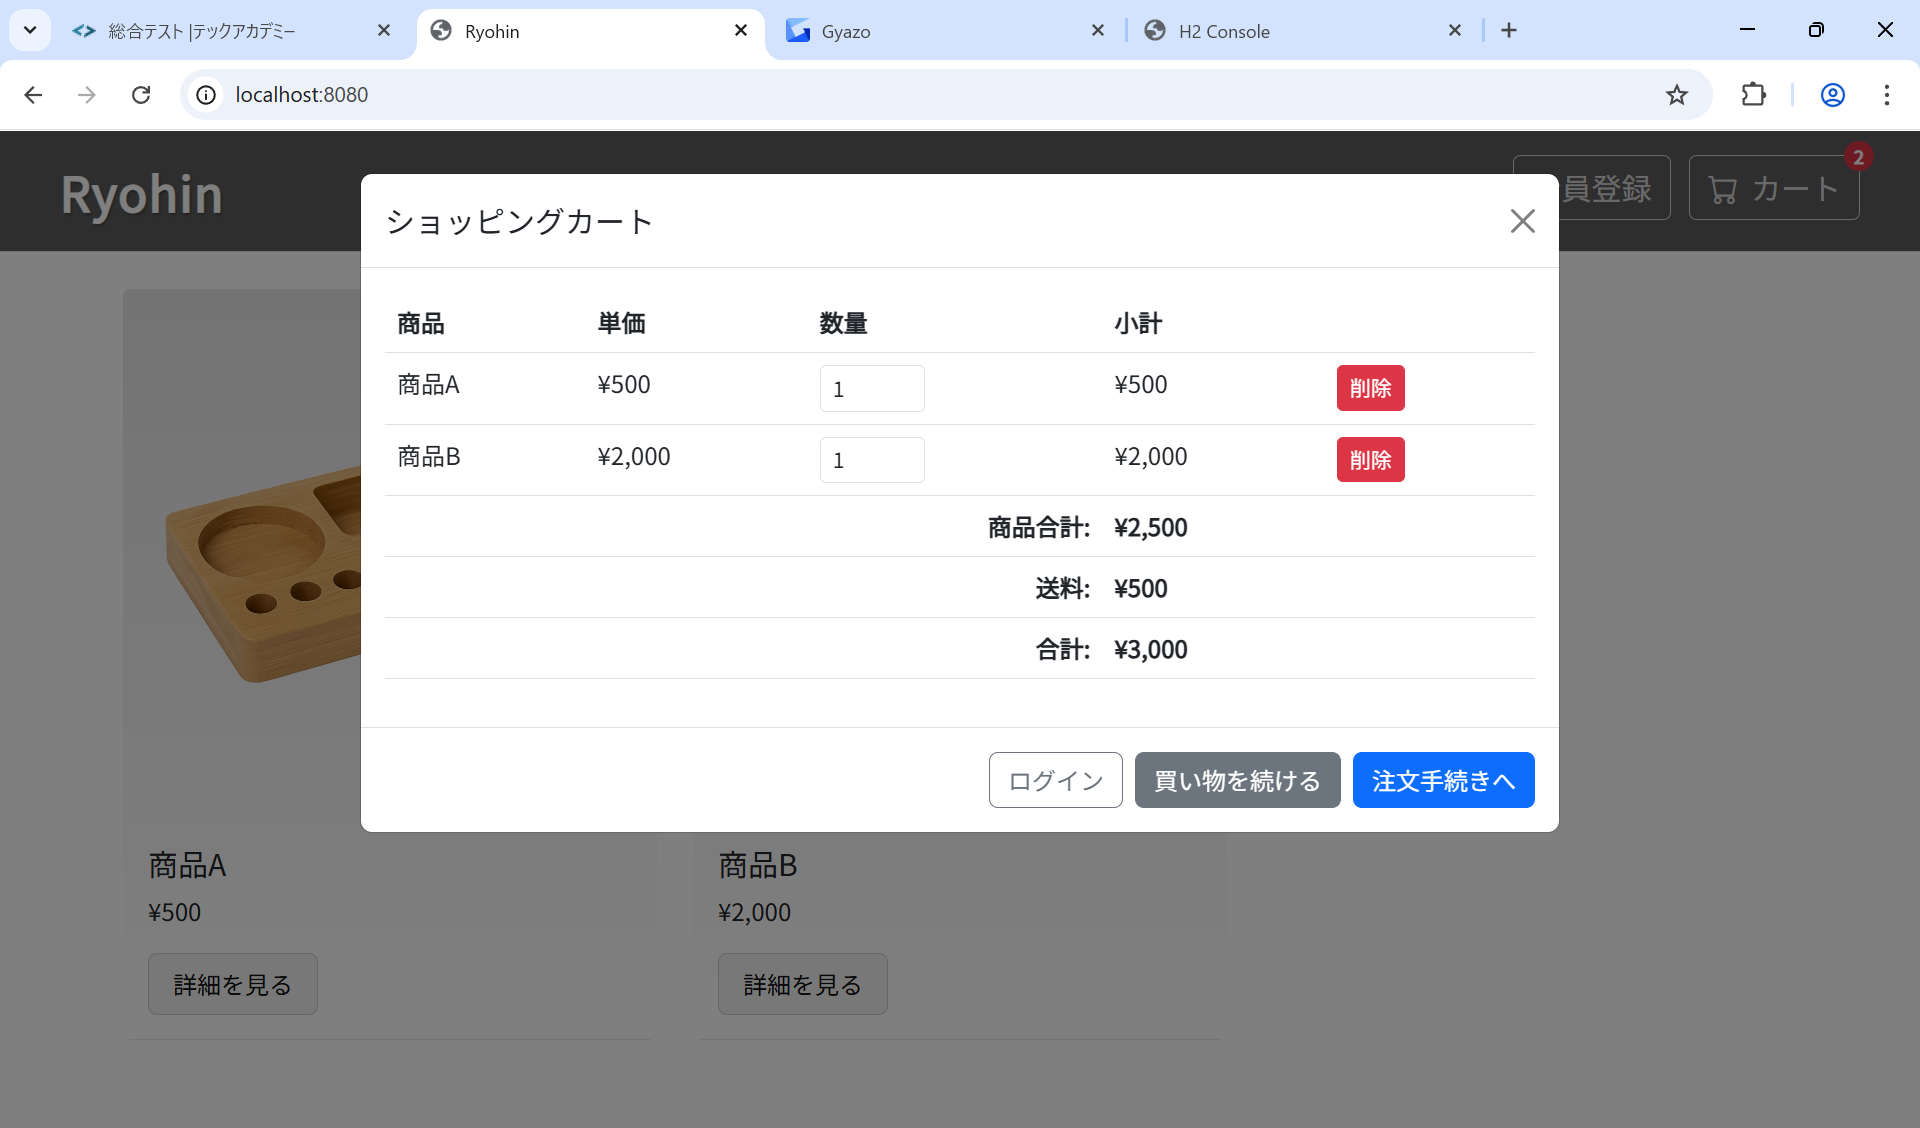 総合テスト |テックアカデミー
Ryohin
Gyazo
H2 Console
localhost:8080
Ryohin
員登録
カート
2
ショッピングカート
商品 単価 数量 小計
商品A ¥500 1 ¥500 削除
商品B ¥2,000 1 ¥2,000 削除
商品合計: ¥2,500
送料: ¥500
合計: ¥3,000
ログイン 買い物を続ける 注文手続きへ
商品A
¥500
詳細を見る
商品B
¥2,000
詳細を見る